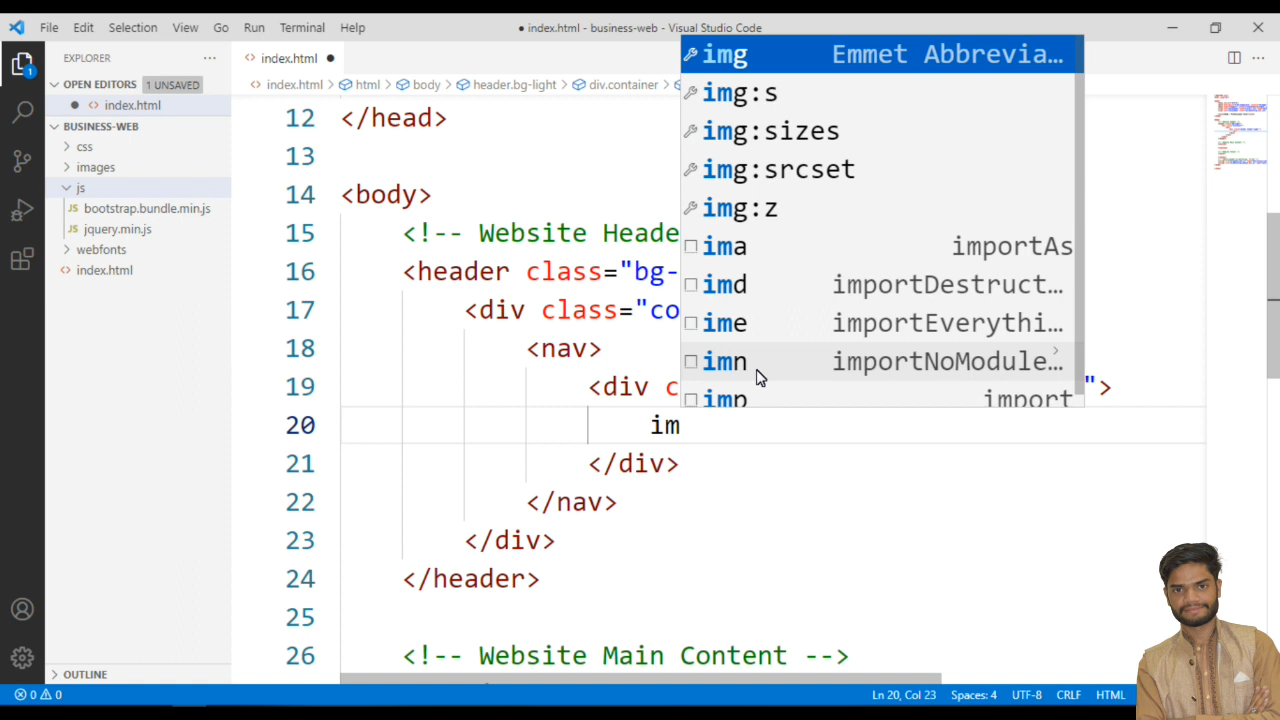 File Edit Selection View Go Run Terminal Help
● index.html - business-web - Visual Studio Code
EXPLORER
OPEN EDITORS 1 UNSAVED
index.html
BUSINESS-WEB
css
images
js
JS bootstrap.bundle.min.js
JS jquery.min.js
webfonts
<> index.html
OUTLINE
<> index.html ●
<> index.html > html > body > header.bg-light > div.container >
12 </head>
13
14 <body>
15 <!-- Website Heade
16 <header class="bg-
17 <div class="co
18 <nav>
19 <div c ">
20 im
21 </div>
22 </nav>
23 </div>
24 </header>
25
26 <!-- Website Main Content -->
img Emmet Abbrevia…
img:s
img:sizes
img:srcset
img:z
ima importAs
imd importDestruct…
ime importEverythi…
imn importNoModule…
imp import
1
0 0
Ln 20, Col 23 Spaces: 4 UTF-8 CRLF HTML